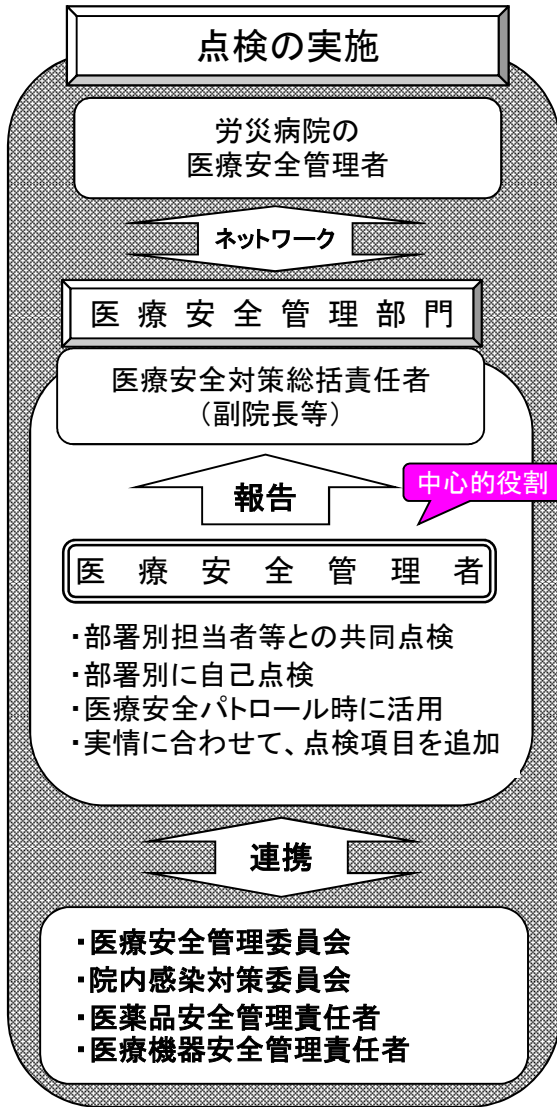 点検の実施
労災病院の
医療安全管理者
ネットワーク
医療安全管理部門
医療安全対策総括責任者
（副院長等）
報告
中心的役割
医療安全管理者
・部署別担当者等との共同点検
・部署別に自己点検
・医療安全パトロール時に活用
・実情に合わせて、点検項目を追加
連携
・医療安全管理委員会
・院内感染対策委員会
・医薬品安全管理責任者
・医療機器安全管理責任者